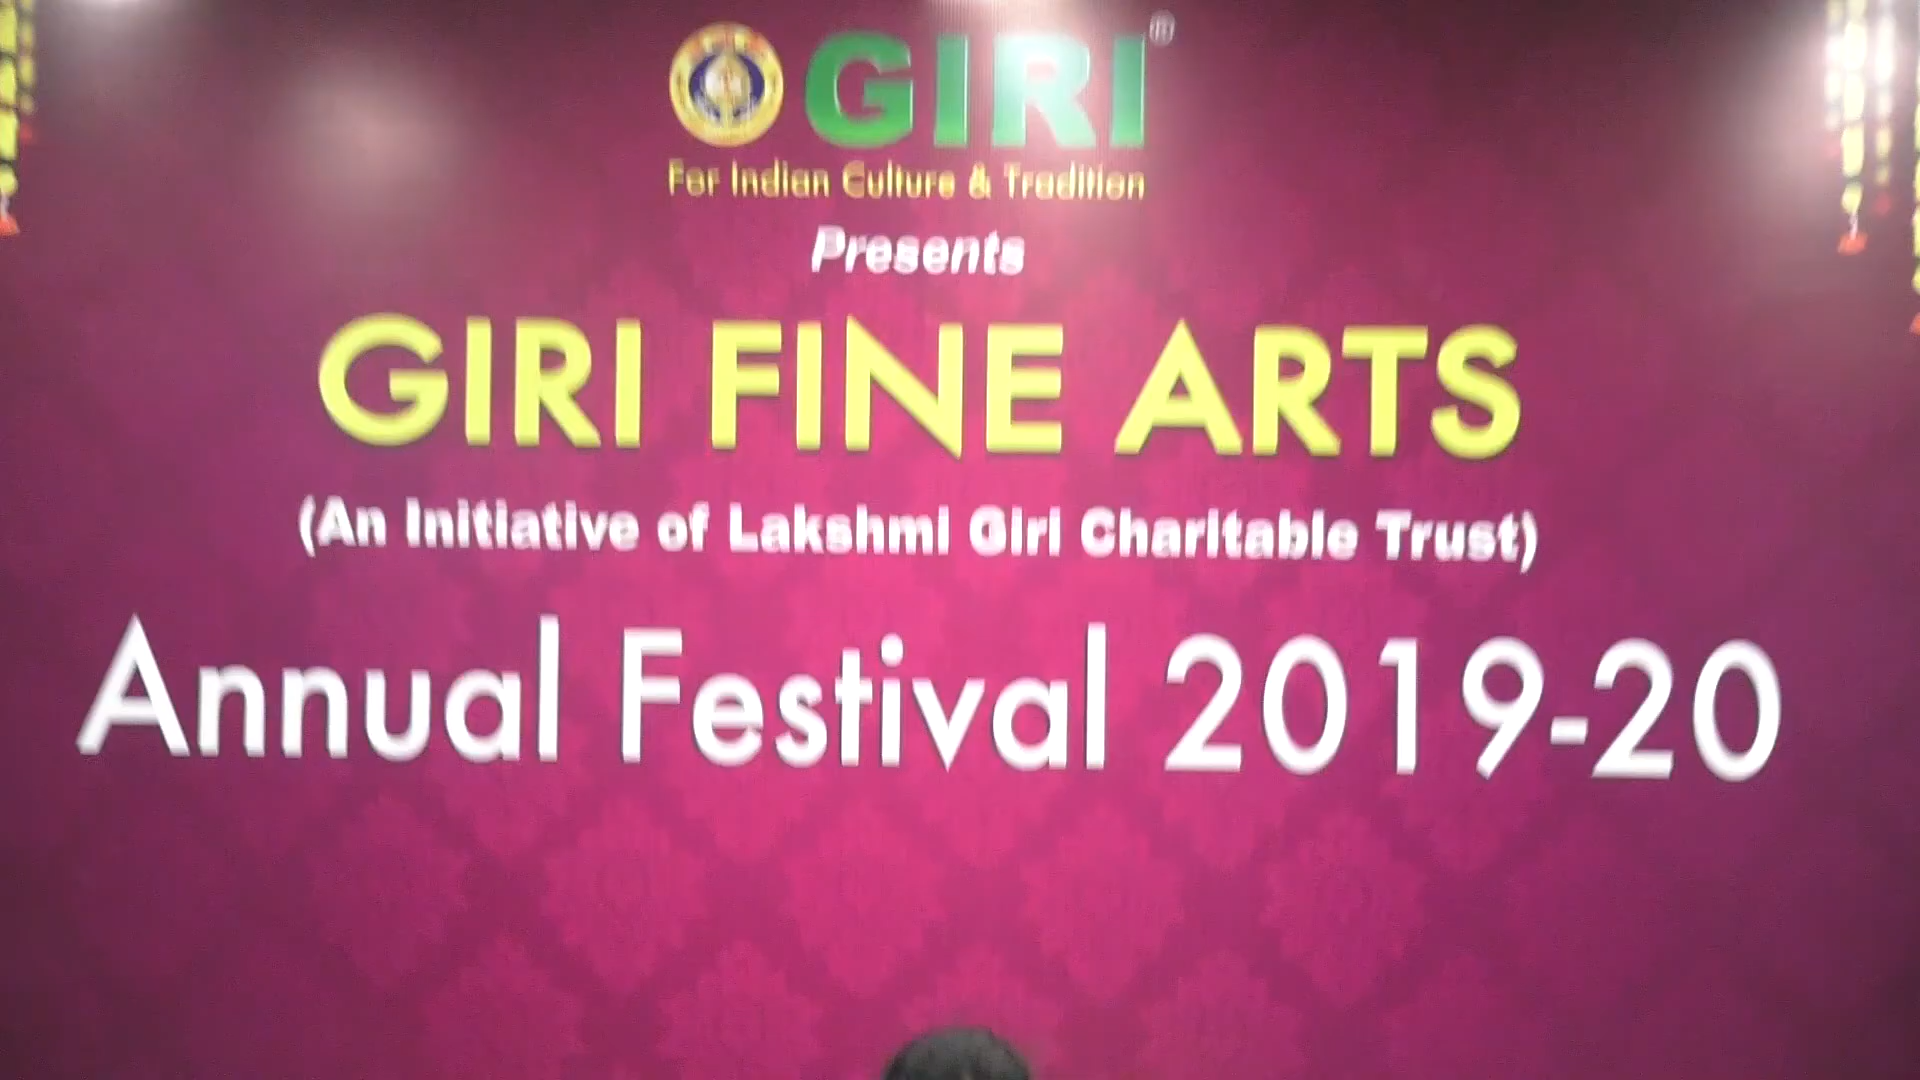 GIRI®
For Indian Culture & Tradition
Presents
GIRI FINE ARTS
(An Initiative of Lakshmi Giri Charitable Trust)
Annual Festival 2019-20